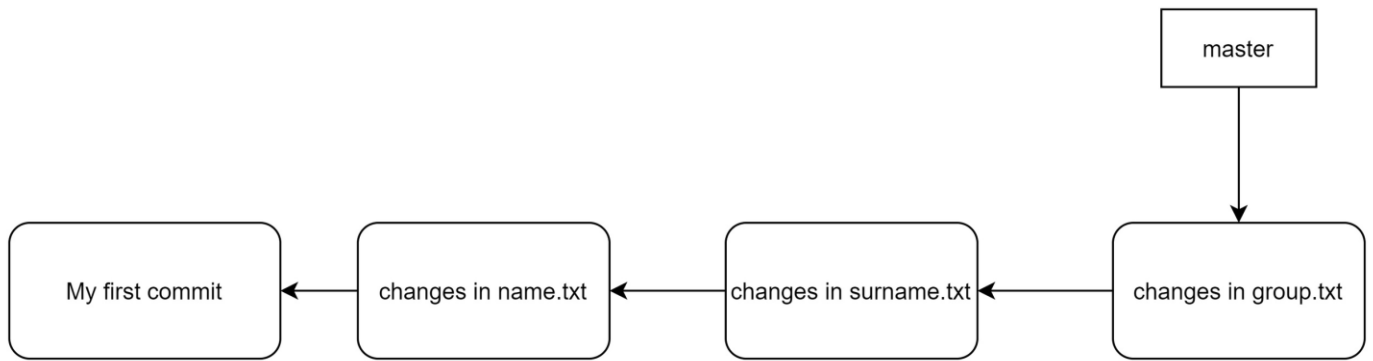 master
My first commit
changes in name.txt
changes in surname.txt
changes in group.txt